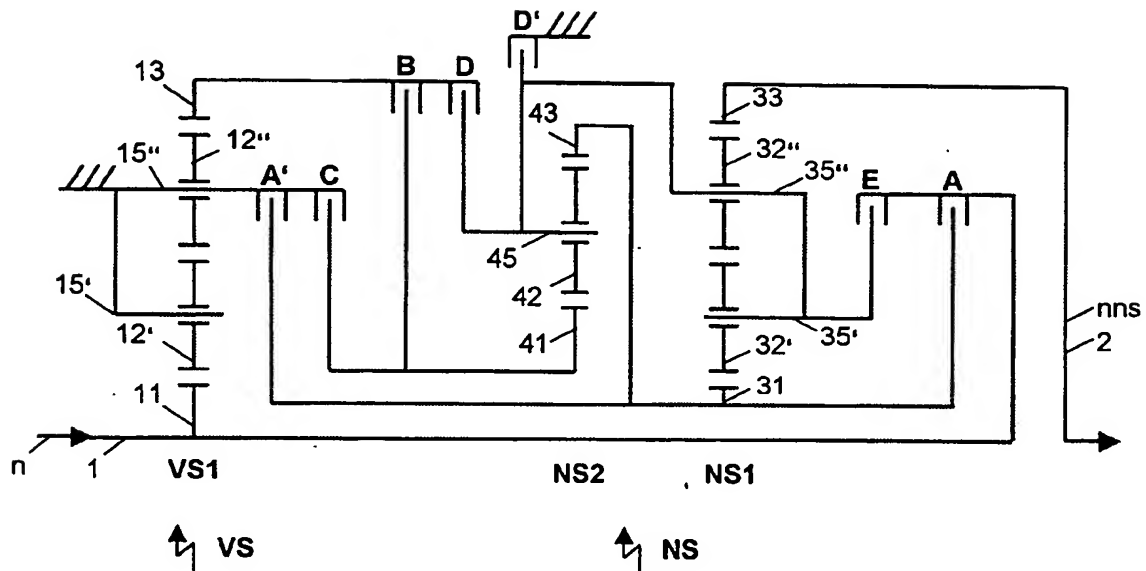 D'
13 B D 33
43
12" 32"
15" A' C 35" E A
45
42
15' nns
12' 41 32' 35' 2
11 31
n 1 VS1 NS2 NS1
VS NS